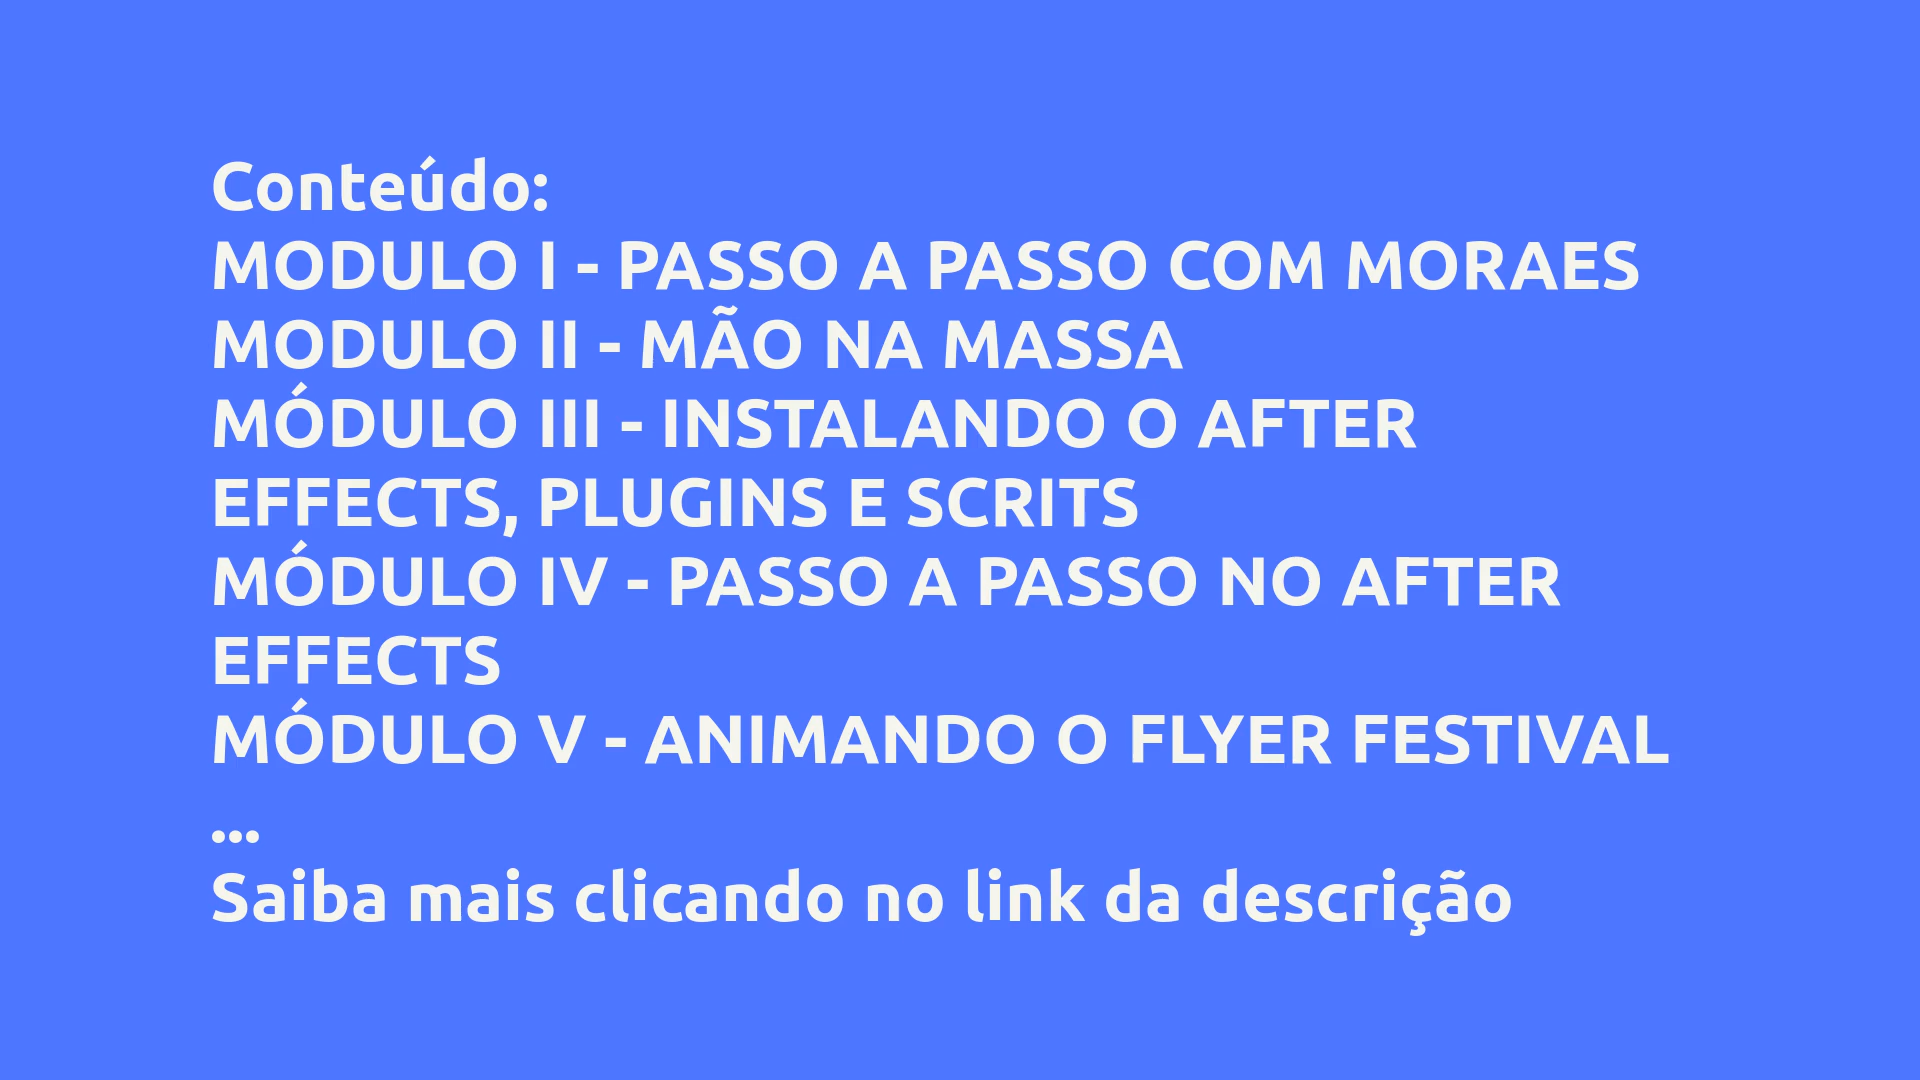 Conteúdo:
MODULO I - PASSO A PASSO COM MORAES
MODULO II - MÃO NA MASSA
MÓDULO III - INSTALANDO O AFTER
EFFECTS, PLUGINS E SCRITS
MÓDULO IV - PASSO A PASSO NO AFTER
EFFECTS
MÓDULO V - ANIMANDO O FLYER FESTIVAL
...
Saiba mais clicando no link da descrição